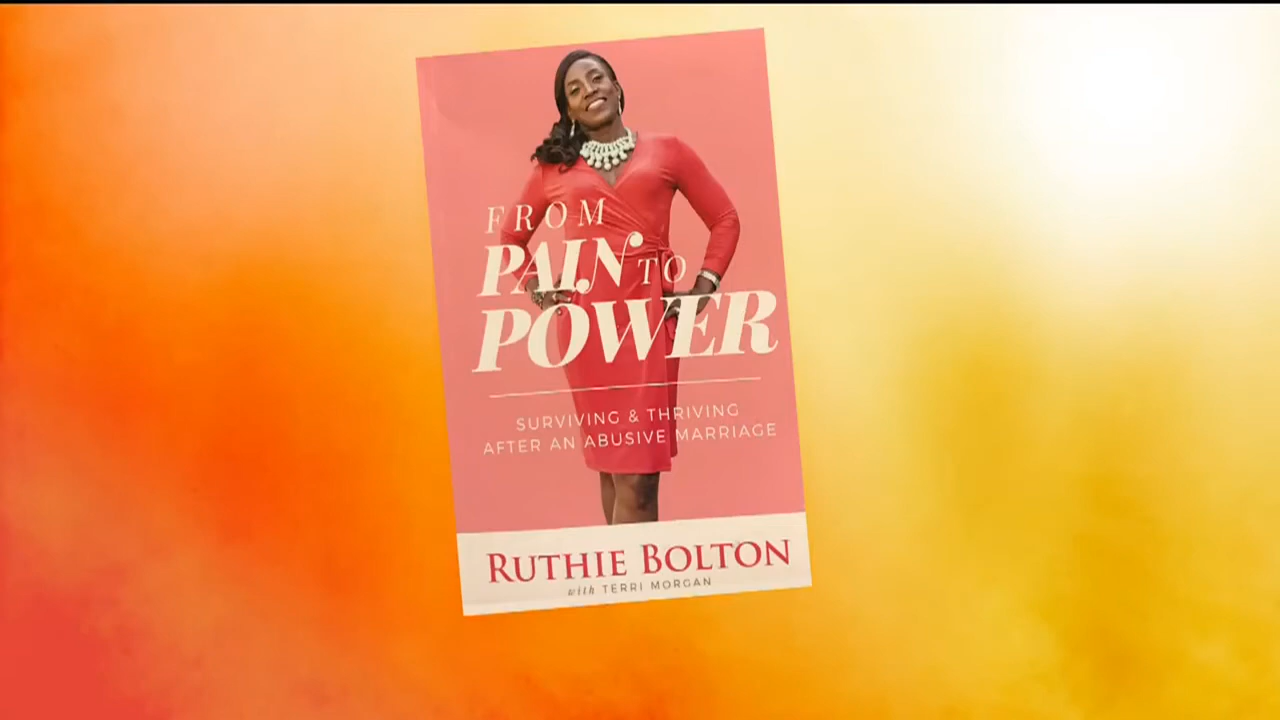 FROM
PAIN TO
POWER
SURVIVING & THRIVING
AFTER AN ABUSIVE MARRIAGE
RUTHIE BOLTON
with TERRI MORGAN